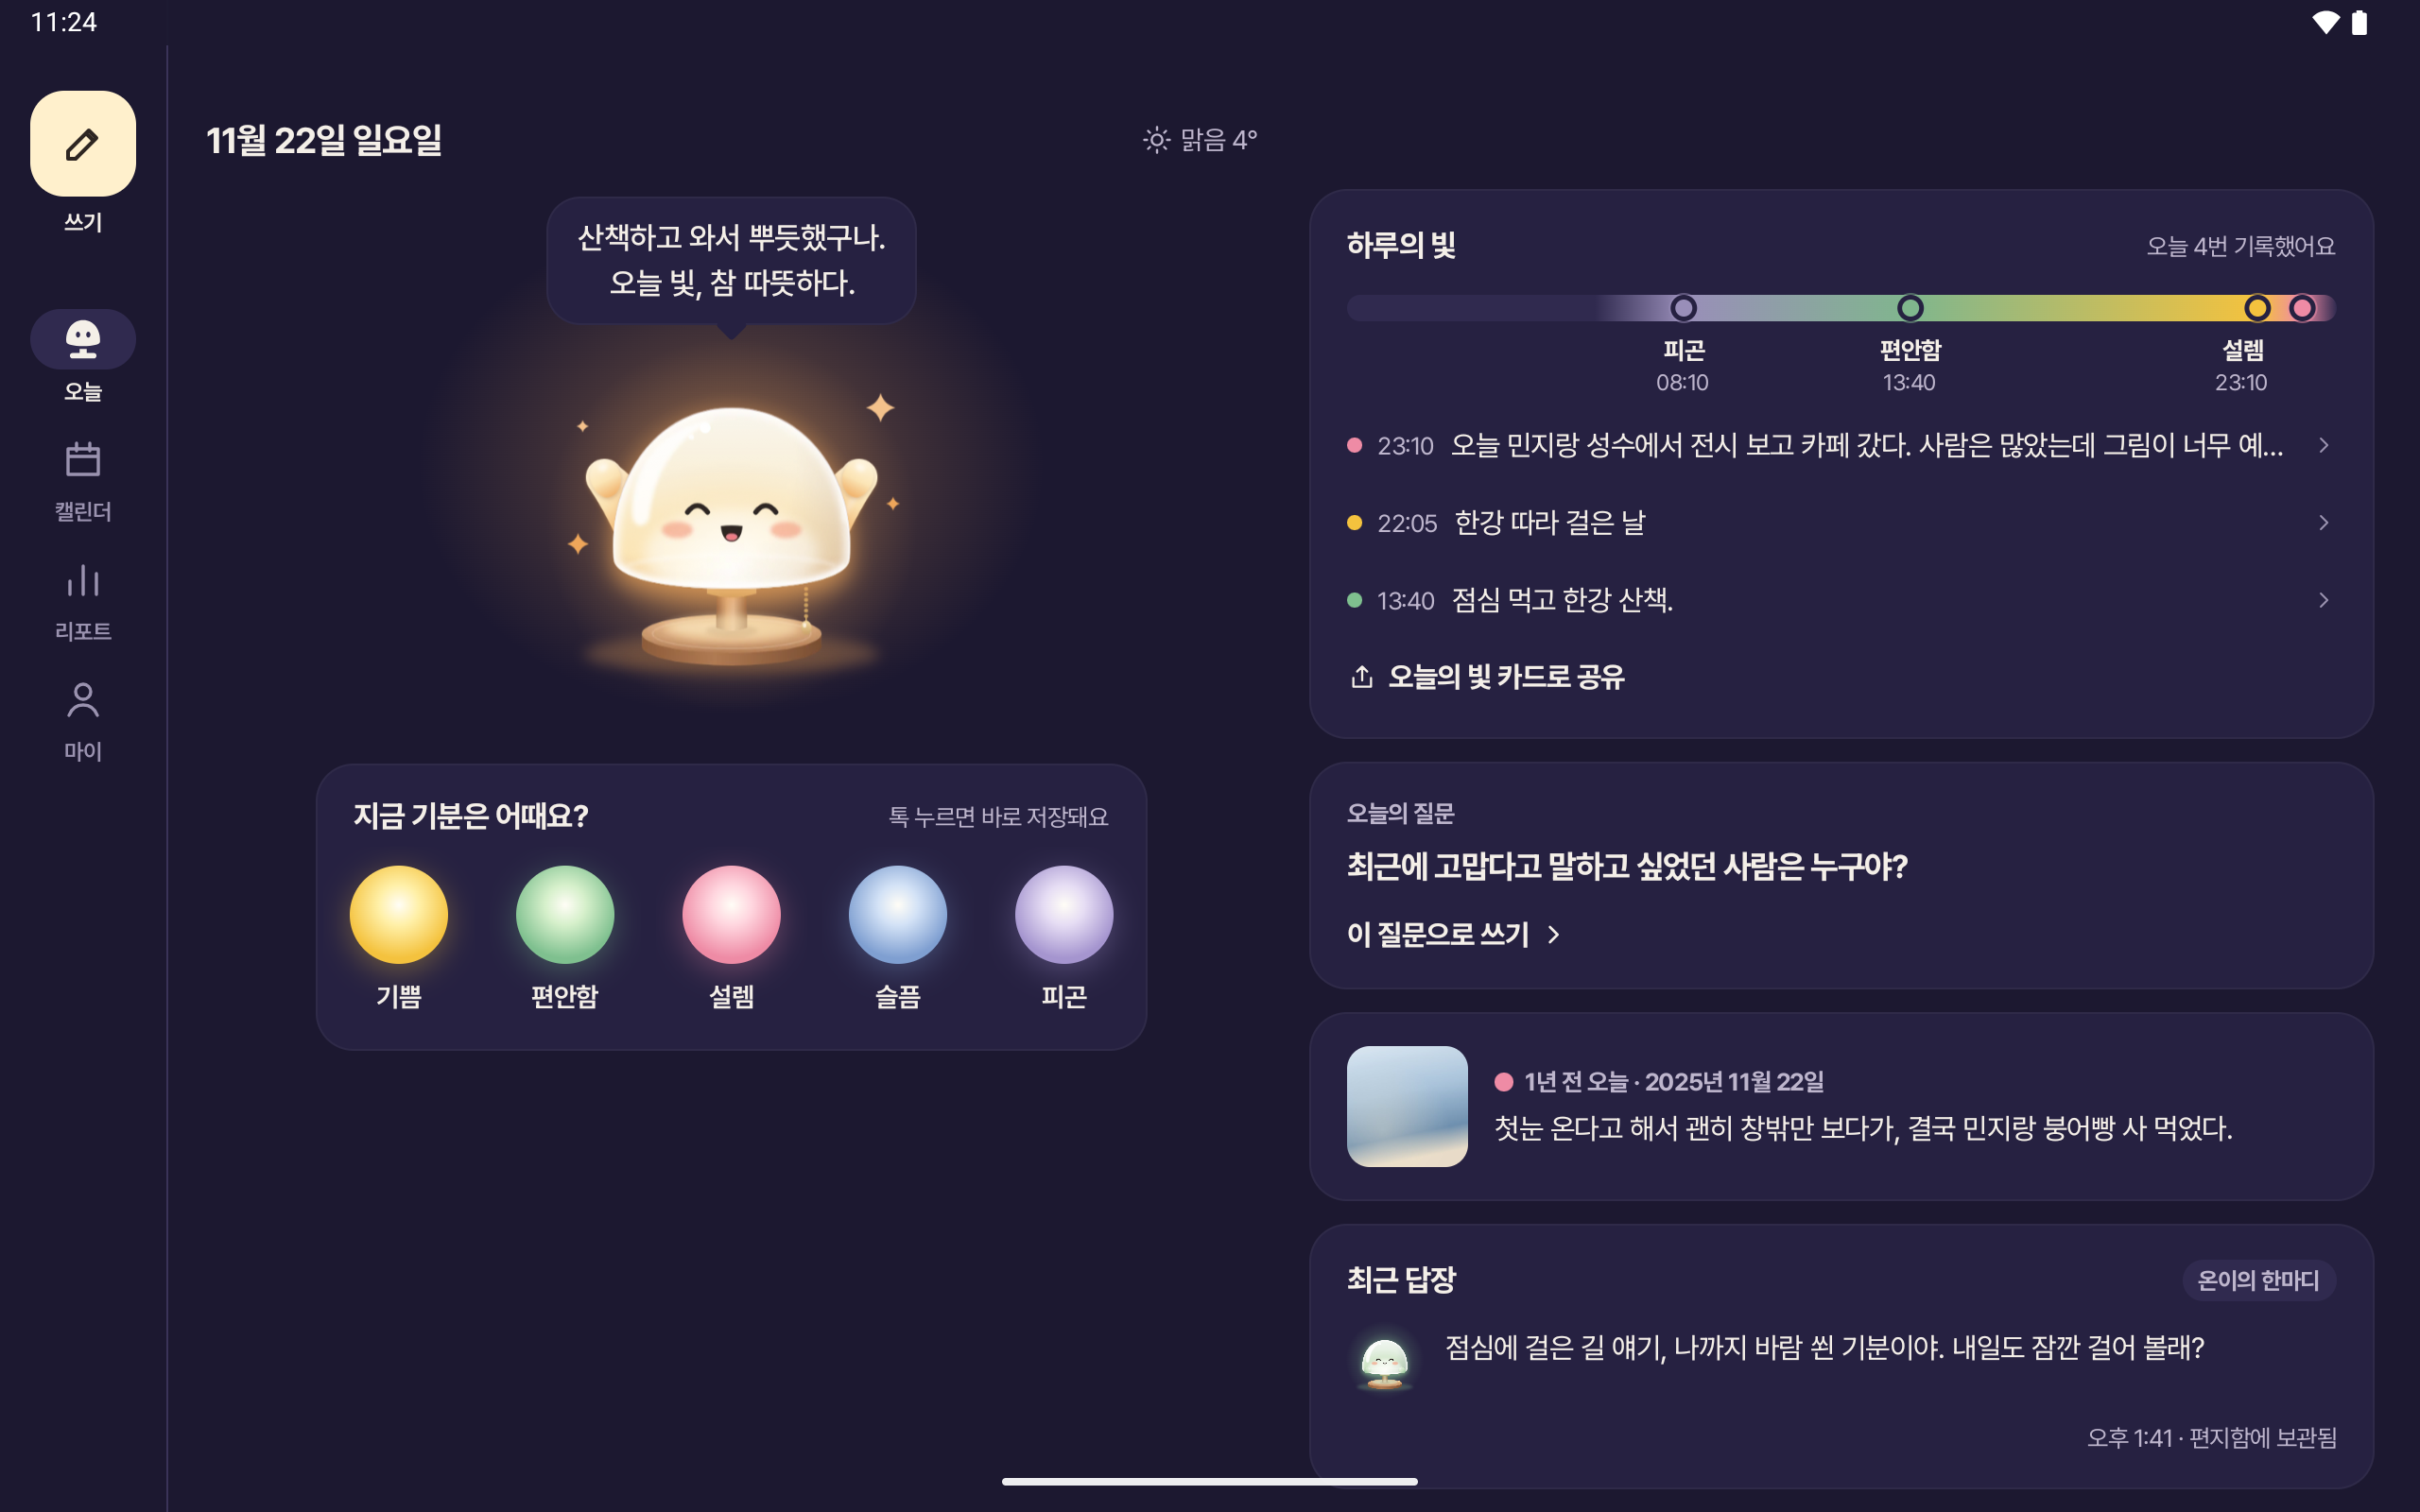 11:24
쓰기
오늘
캘린더
리포트
마이
11월 22일 일요일
맑음 4°
산책하고 와서 뿌듯했구나.
오늘 빛, 참 따뜻하다.
지금 기분은 어때요?
톡 누르면 바로 저장돼요
기쁨
편안함
설렘
슬픔
피곤
하루의 빛
오늘 4번 기록했어요
피곤
08:10
편안함
13:40
설렘
23:10
23:10 오늘 민지랑 성수에서 전시 보고 카페 갔다. 사람은 많았는데 그림이 너무 예...
22:05 한강 따라 걸은 날
13:40 점심 먹고 한강 산책.
오늘의 빛 카드로 공유
오늘의 질문
최근에 고맙다고 말하고 싶었던 사람은 누구야?
이 질문으로 쓰기
1년 전 오늘 · 2025년 11월 22일
첫눈 온다고 해서 괜히 창밖만 보다가, 결국 민지랑 붕어빵 사 먹었다.
최근 답장
온이의 한마디
점심에 걸은 길 얘기, 나까지 바람 쐰 기분이야. 내일도 잠깐 걸어 볼래?
오후 1:41 · 편지함에 보관됨